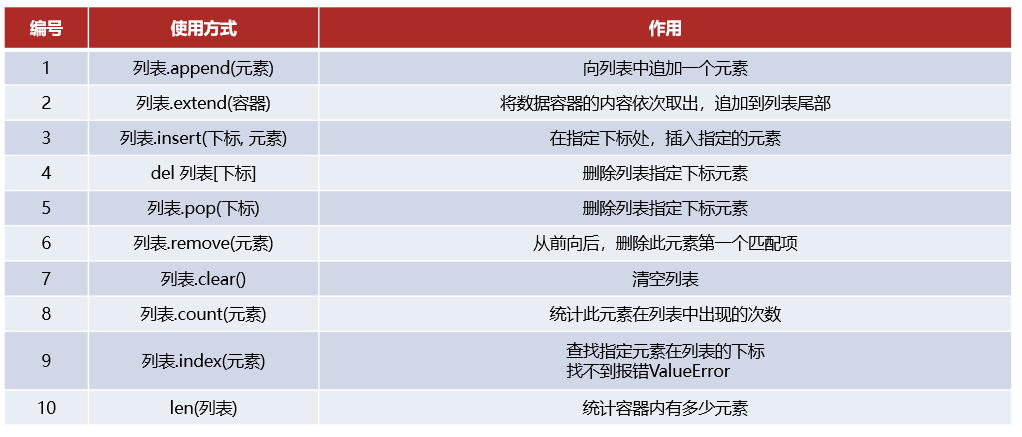 编号 使用方式 作用
1 列表.append(元素) 向列表中追加一个元素
2 列表.extend(容器) 将数据容器的内容依次取出，追加到列表尾部
3 列表.insert(下标, 元素) 在指定下标处，插入指定的元素
4 del 列表[下标] 删除列表指定下标元素
5 列表.pop(下标) 删除列表指定下标元素
6 列表.remove(元素) 从前向后，删除此元素第一个匹配项
7 列表.clear() 清空列表
8 列表.count(元素) 统计此元素在列表中出现的次数
9 列表.index(元素) 查找指定元素在列表的下标
找不到报错ValueError
10 len(列表) 统计容器内有多少元素